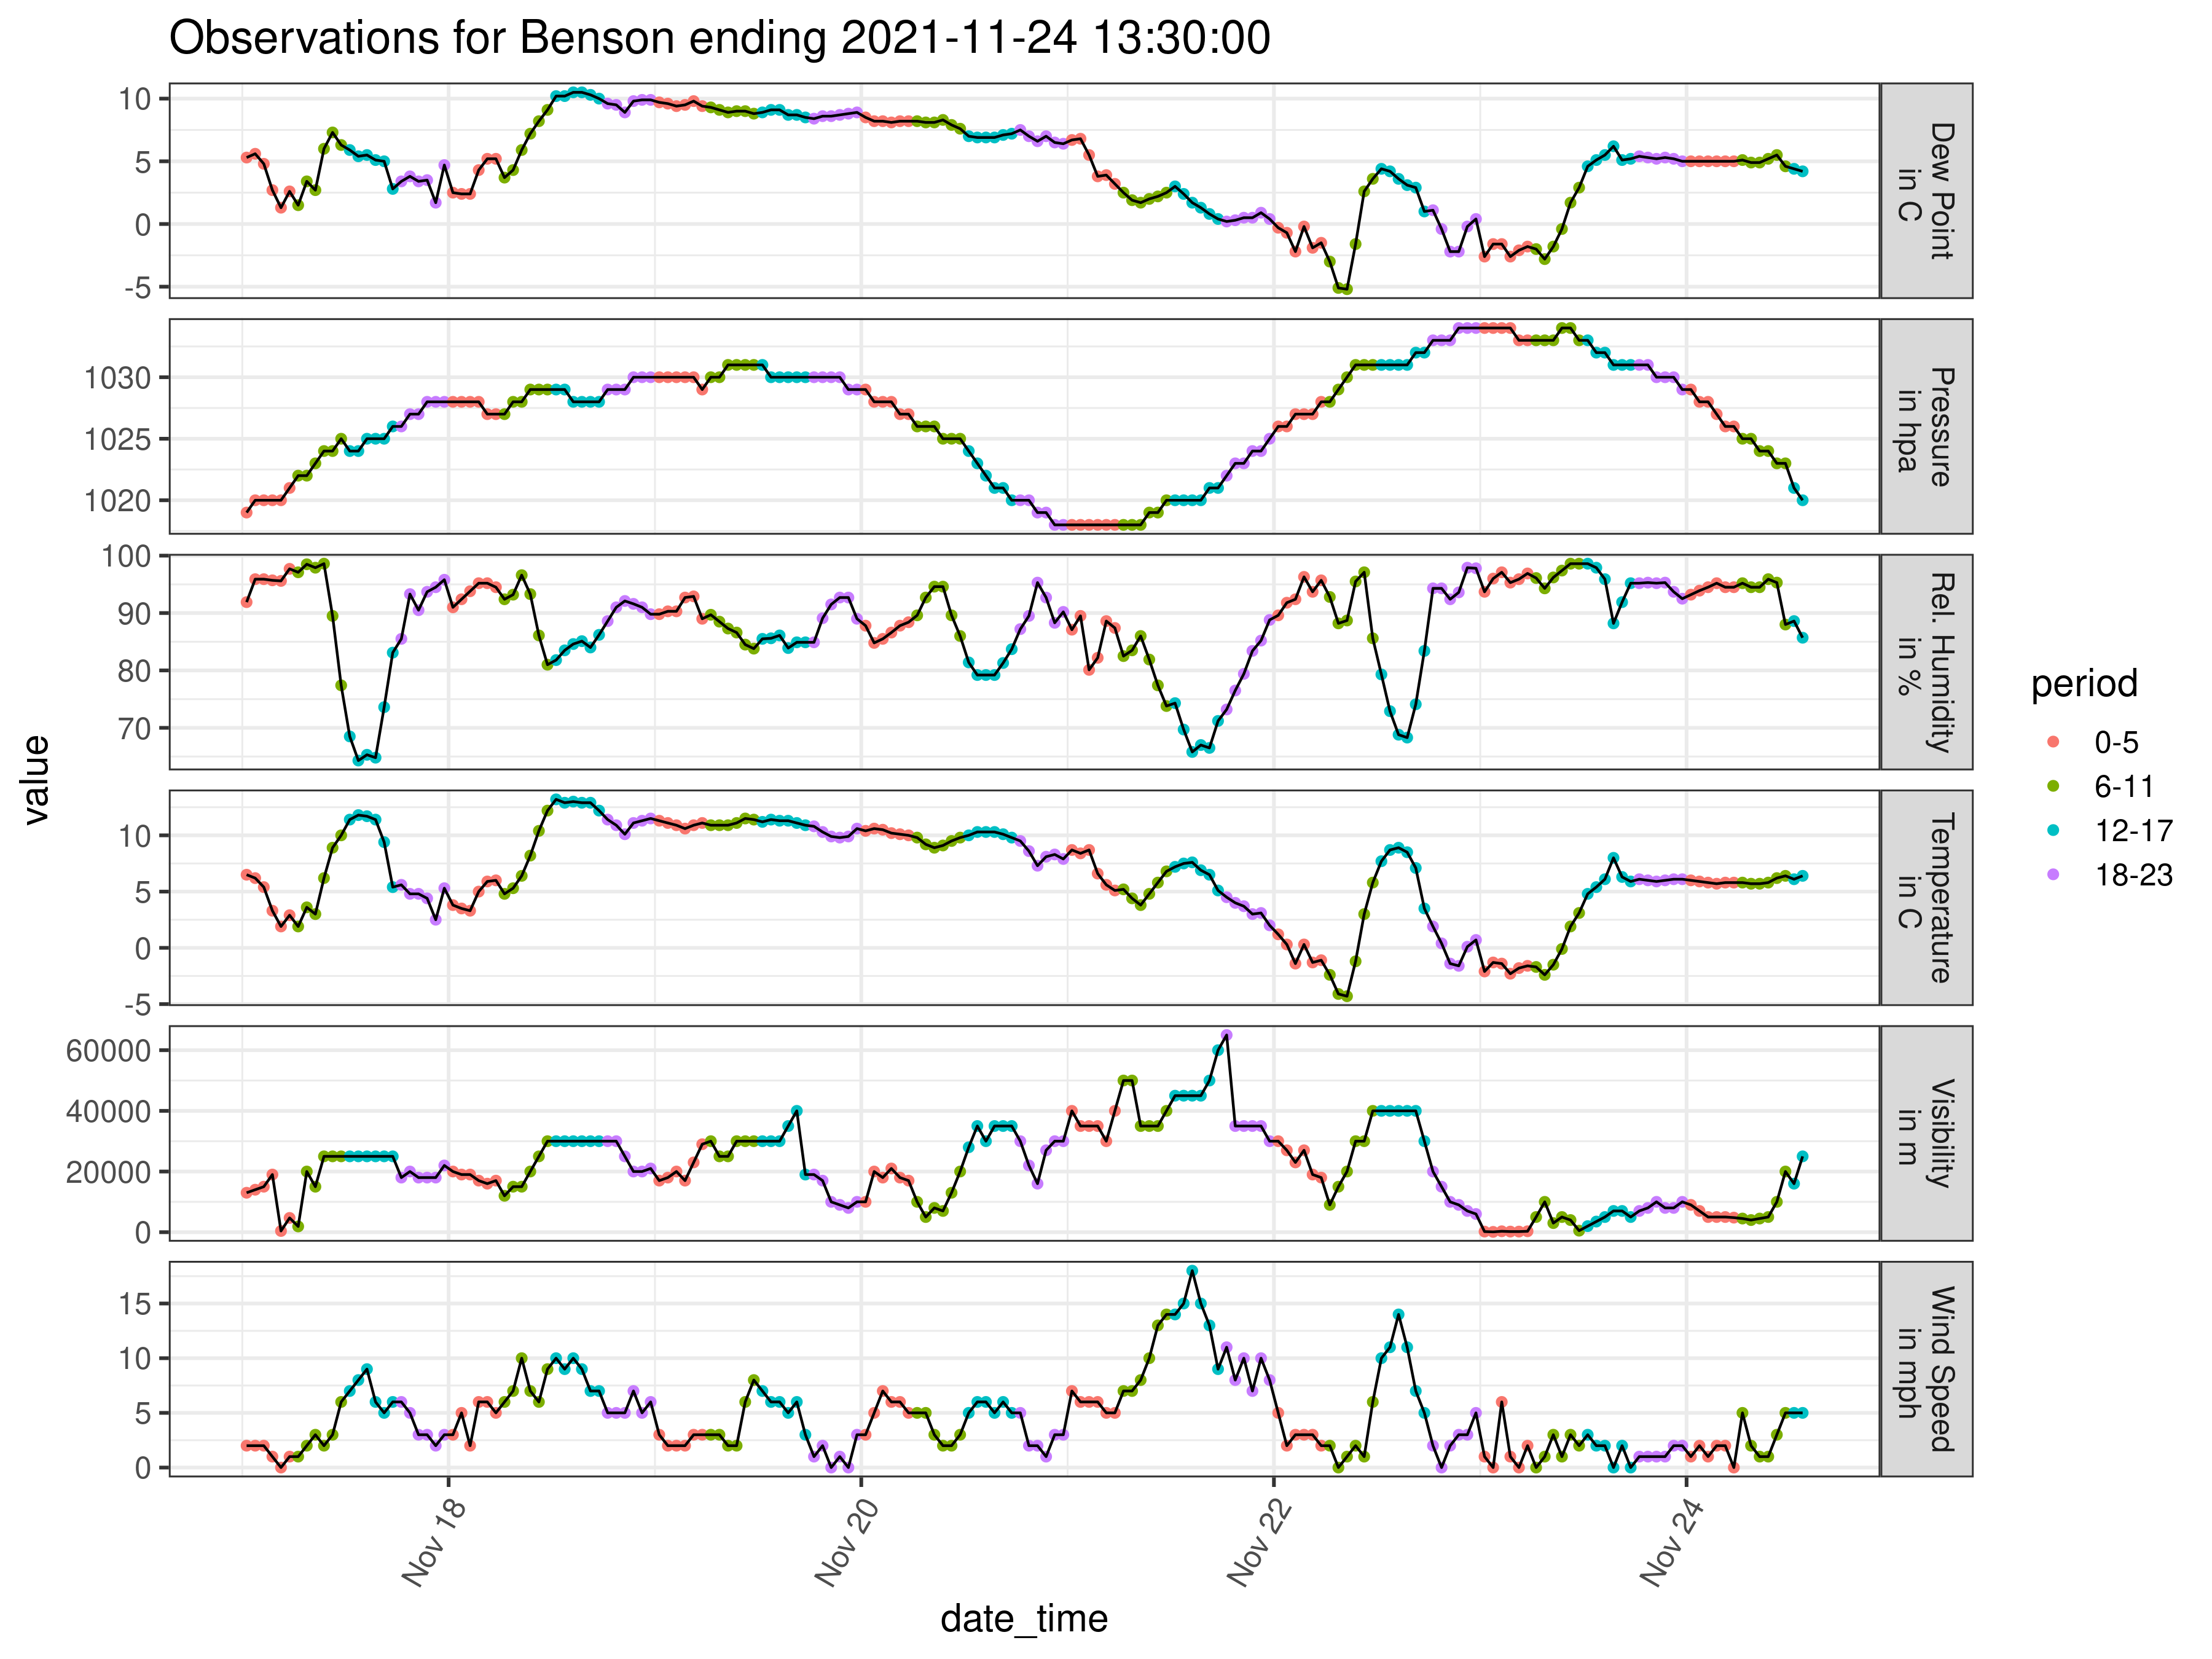 Observations for Benson ending 2021-11-24 13:30:00
10
5
0
-5
Dew Point
in C
1030
1025
1020
Pressure
in hpa
100
90
80
70
Rel. Humidity
in %
10
5
0
-5
Temperature
in C
60000
40000
20000
0
Visibility
in m
15
10
5
0
Wind Speed
in mph
value
Nov 18
Nov 20
Nov 22
Nov 24
date_time
period
0-5
6-11
12-17
18-23